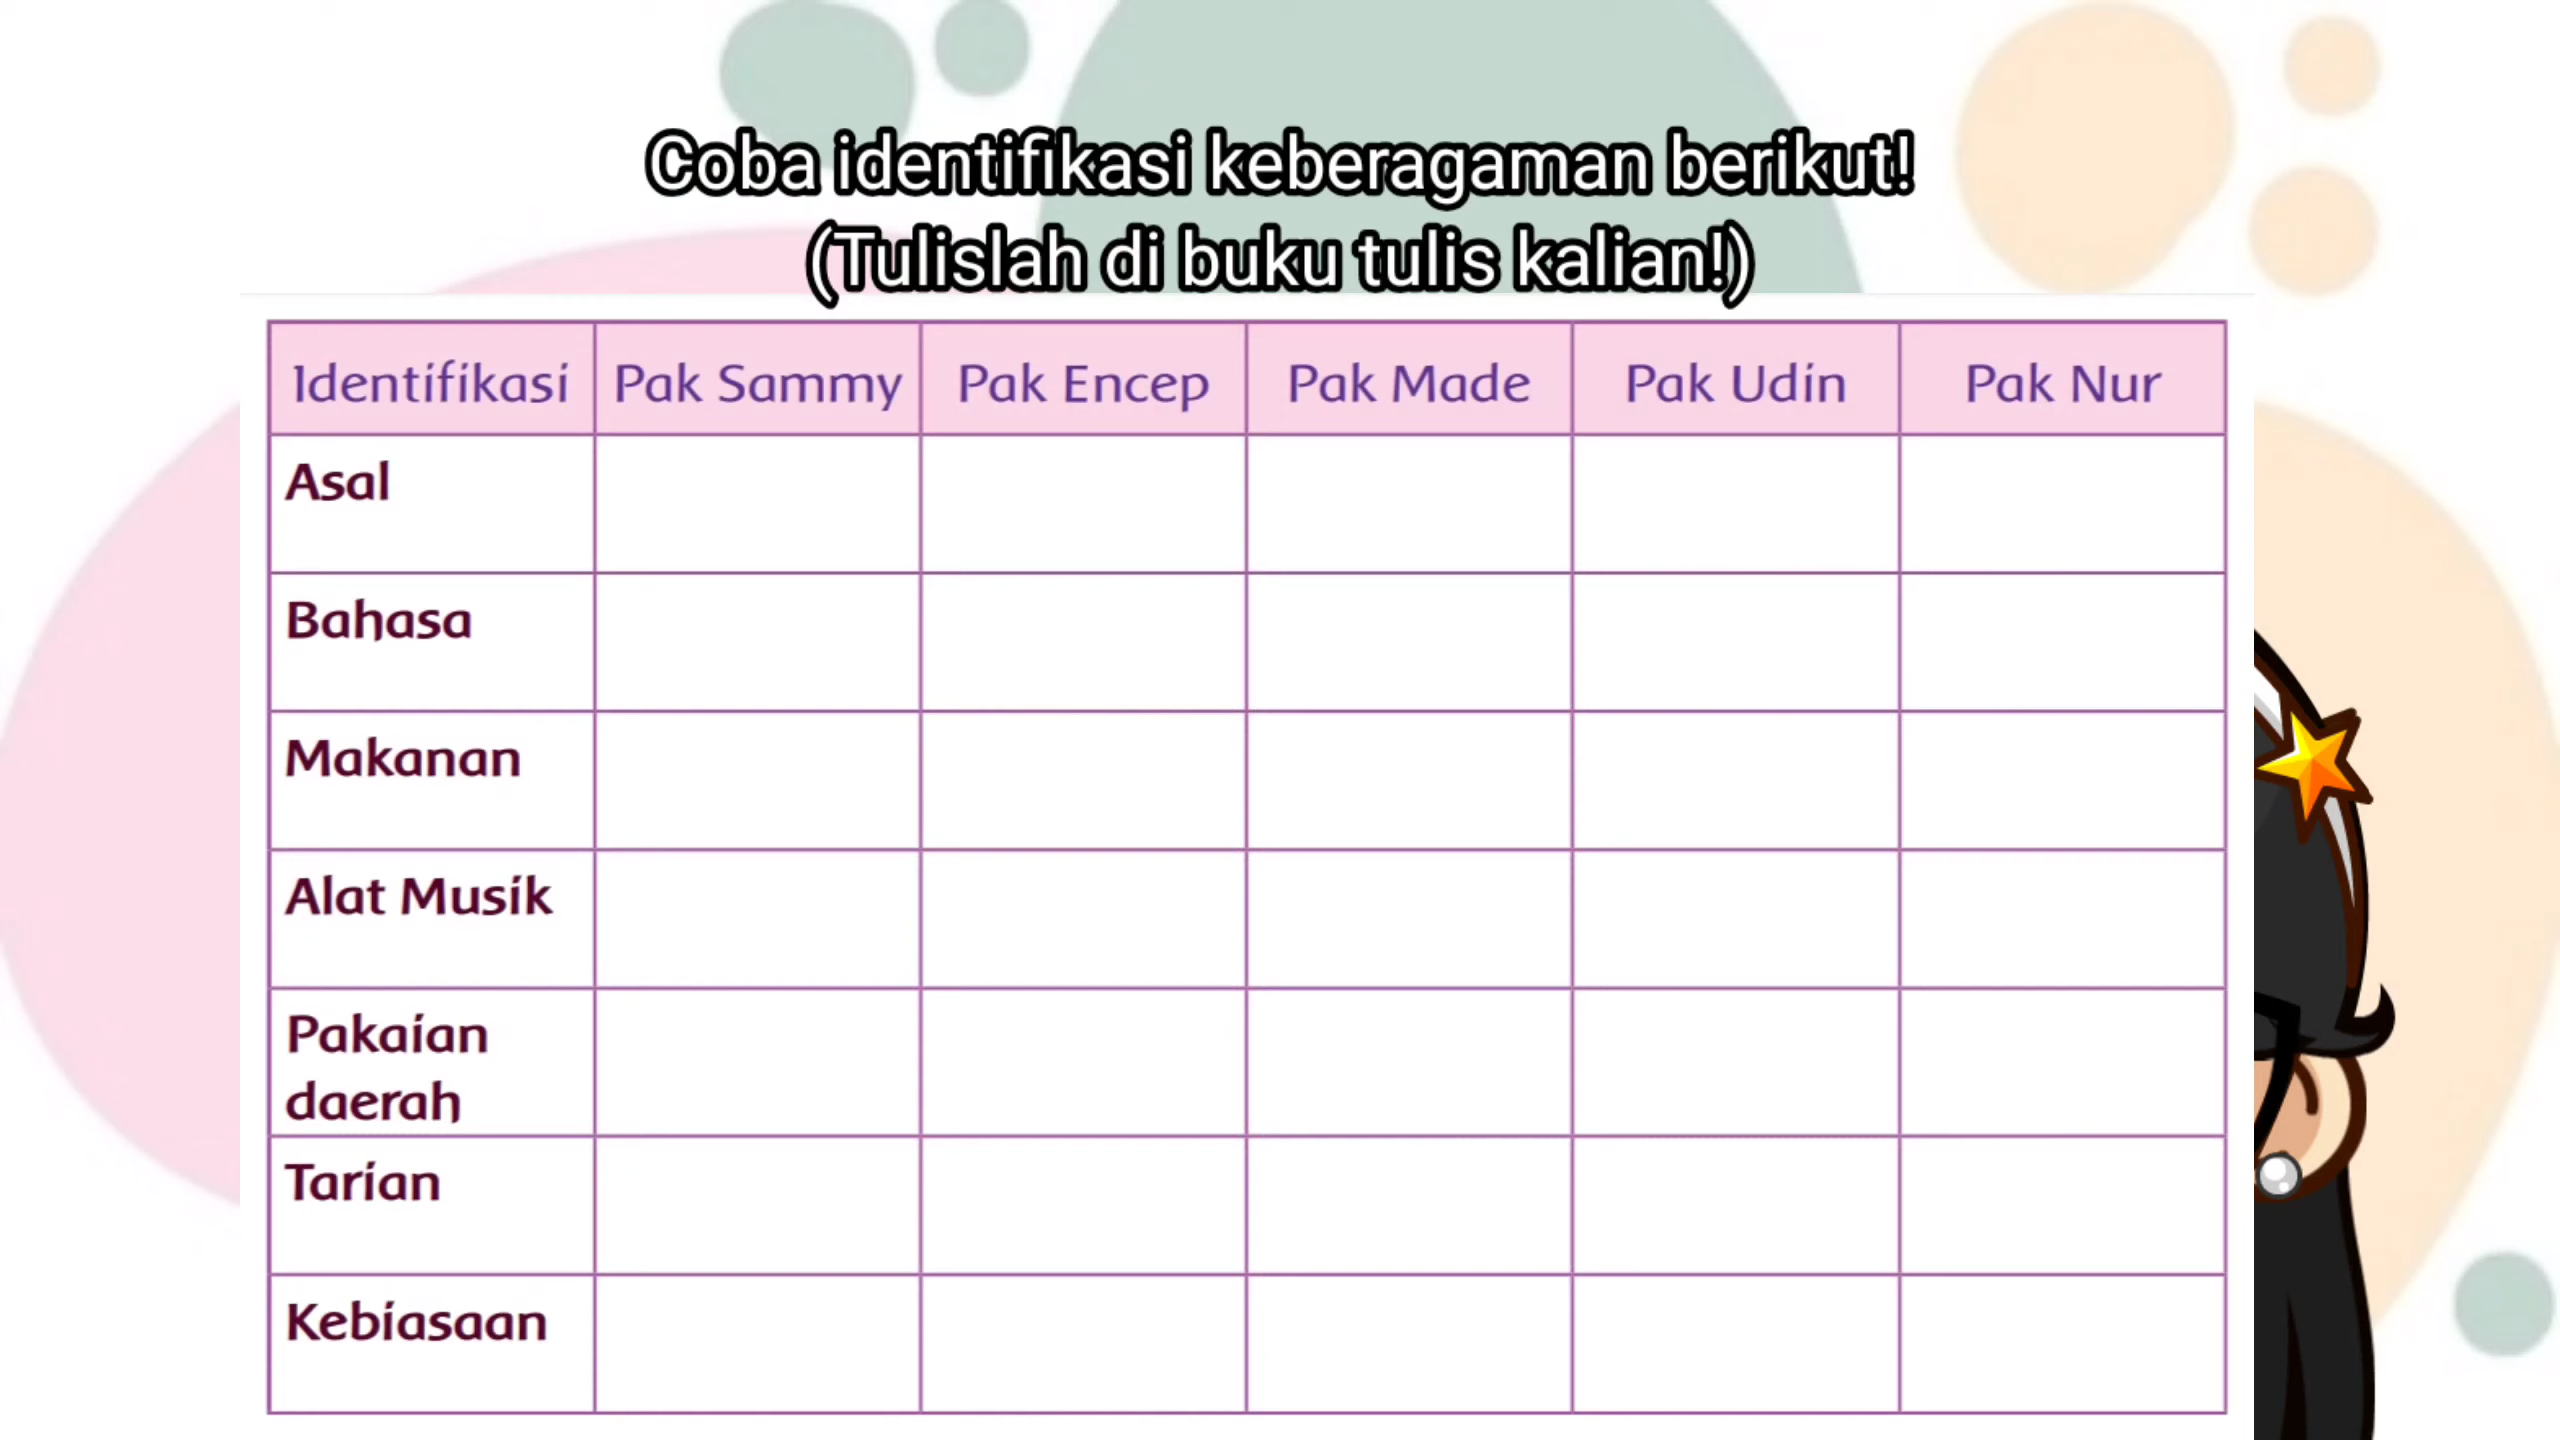 Coba identifikasi keberagaman berikut!
(Tulislah di buku tulis kalian!)
Identifikasi Pak Sammy Pak Encep Pak Made Pak Udin Pak Nur
Asal
Bahasa
Makanan
Alat Musik
Pakaian
daerah
Tarian
Kebiasaan